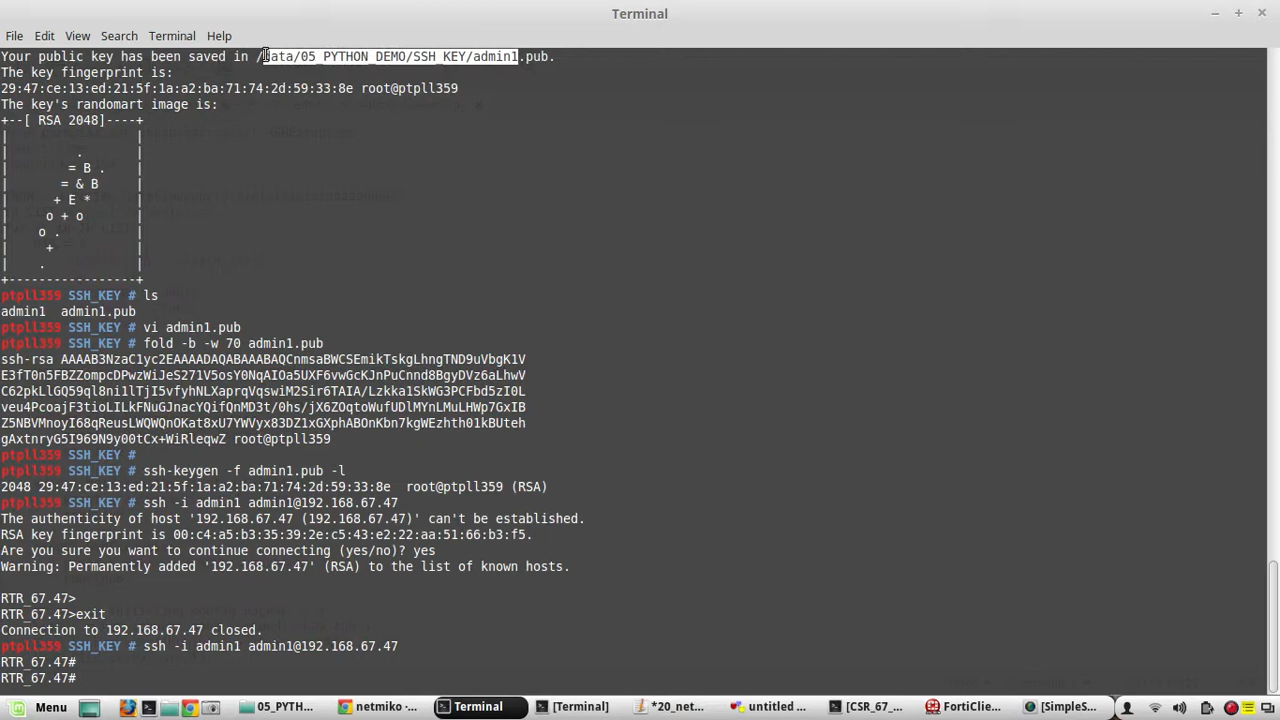 Terminal
File Edit View Search Terminal Help
Your public key has been saved in /data/05_PYTHON_DEMO/SSH_KEY/admin1.pub.
The key fingerprint is:
29:47:ce:13:ed:21:5f:1a:a2:ba:71:74:2d:59:33:8e root@ptpll359
The key's randomart image is:
+--[ RSA 2048]----+
|                 |
|         .       |
|        = B .    |
|       = & B     |
|      + E *      |
|     o + o       |
|    o .          |
|     +           |
|    .            |
+-----------------+
ptpll359 SSH_KEY # ls
admin1  admin1.pub
ptpll359 SSH_KEY # vi admin1.pub
ptpll359 SSH_KEY # fold -b -w 70 admin1.pub
ssh-rsa AAAAB3NzaC1yc2EAAAADAQABAAABAQCnmsaBWCSEmikTskgLhngTND9uVbgK1V
E3fT0n5FBZZompcDPwzWiJeS271V5osY0NqAIOa5UXF6vwGcKJnPuCnnd8BgyDVz6aLhwV
C62pkLlGQ59ql8ni1lTjI5vfyhNLXaprqVqswiM2Sir6TAIA/Lzkka1SkWG3PCFbd5zI0L
veu4PcoajF3tioLILkFNuGJnacYQifQnMD3t/0hs/jX6ZOqtoWufUDlMYnLMuLHWp7GxIB
Z5NBVMnoyI68qReusLWQWQnOKat8xU7YWVyx83DZ1xGXphABOnKbn7kgWEzhth01kBUteh
gAxtnryG5I969N9y00tCx+WiRleqwZ root@ptpll359
ptpll359 SSH_KEY #
ptpll359 SSH_KEY # ssh-keygen -f admin1.pub -l
2048 29:47:ce:13:ed:21:5f:1a:a2:ba:71:74:2d:59:33:8e  root@ptpll359 (RSA)
ptpll359 SSH_KEY # ssh -i admin1 admin1@192.168.67.47
The authenticity of host '192.168.67.47 (192.168.67.47)' can't be established.
RSA key fingerprint is 00:c4:a5:b3:35:39:2e:c5:43:e2:22:aa:51:66:b3:f5.
Are you sure you want to continue connecting (yes/no)? yes
Warning: Permanently added '192.168.67.47' (RSA) to the list of known hosts.
RTR_67.47>
RTR_67.47>exit
Connection to 192.168.67.47 closed.
ptpll359 SSH_KEY # ssh -i admin1 admin1@192.168.67.47
RTR_67.47#
RTR_67.47#
Menu 05_PYTH... netmiko -... Terminal [Terminal] *20_net... untitled ... [CSR_67_... FortiClie... [SimpleS...